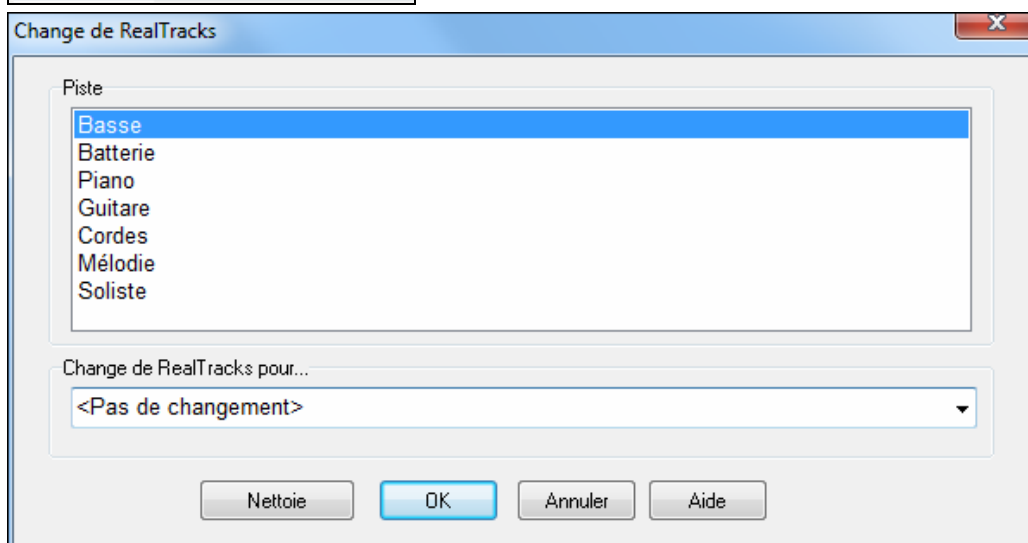 Change de RealTracks
Piste
Basse
Batterie
Piano
Guitare
Cordes
Mélodie
Soliste
Change de RealTracks pour...
<Pas de changement>
Nettoie
OK
Annuler
Aide